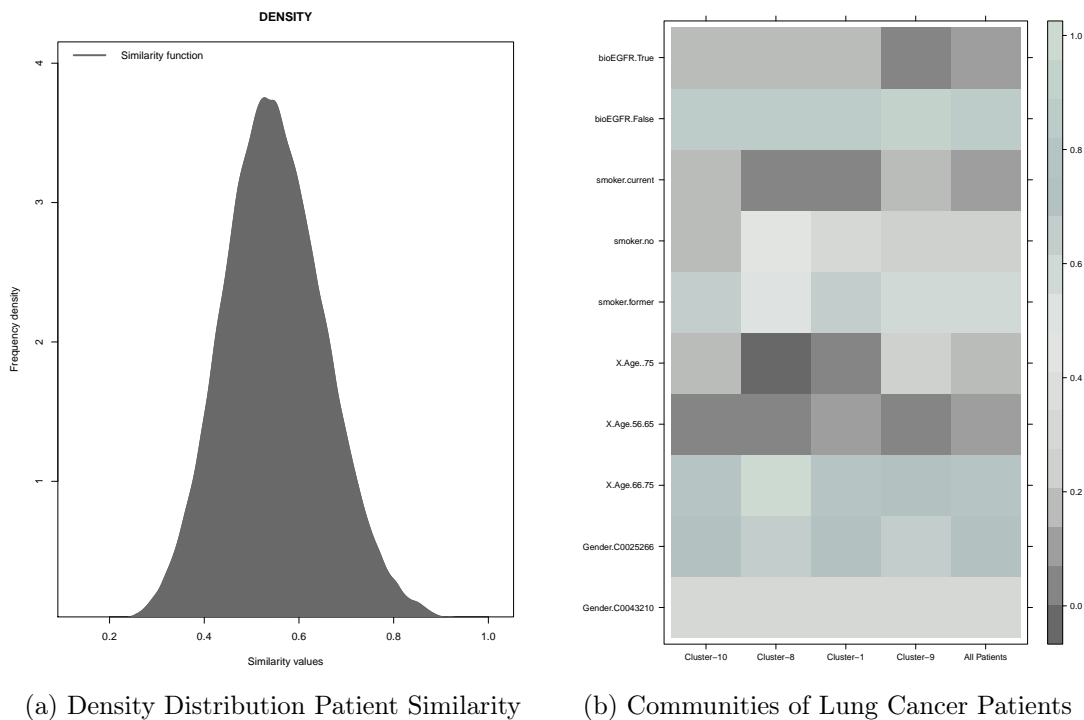 DENSITY
Similarity function
4
3
2
1
Frequency density
0.2 0.4 0.6 0.8 1.0
Similarity values
(a) Density Distribution Patient Similarity
bioEGFR.True
bioEGFR.False
smoker.current
smoker.no
smoker.former
X.Age..75
X.Age.56.65
X.Age.66.75
Gender.C0025266
Gender.C0043210
Cluster−10 Cluster−8 Cluster−1 Cluster−9 All Patients
1.0
0.8
0.6
0.4
0.2
0.0
(b) Communities of Lung Cancer Patients